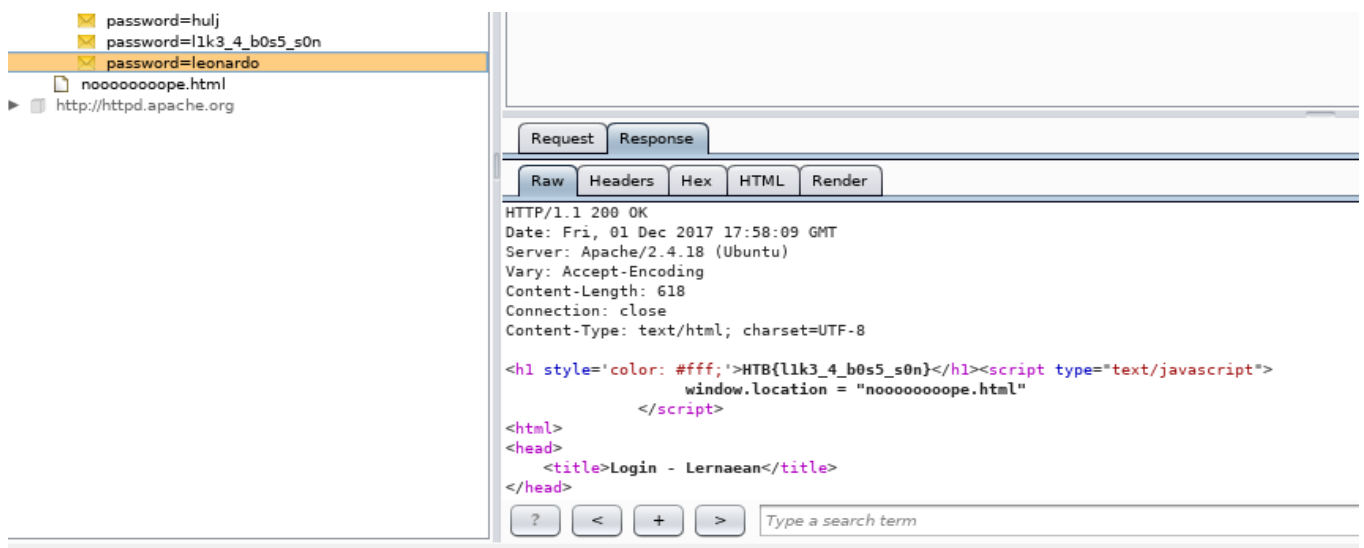 password=hulj
password=l1k3_4_b0s5_s0n
password=leonardo
noooooooope.html
http://httpd.apache.org
Request Response
Raw Headers Hex HTML Render
HTTP/1.1 200 OK
Date: Fri, 01 Dec 2017 17:58:09 GMT
Server: Apache/2.4.18 (Ubuntu)
Vary: Accept-Encoding
Content-Length: 618
Connection: close
Content-Type: text/html; charset=UTF-8
<h1 style='color: #fff;'>HTB{l1k3_4_b0s5_s0n}</h1><script type="text/javascript">
window.location = "noooooooope.html"
</script>
<html>
<head>
<title>Login - Lernaean</title>
</head>
? < + > Type a search term